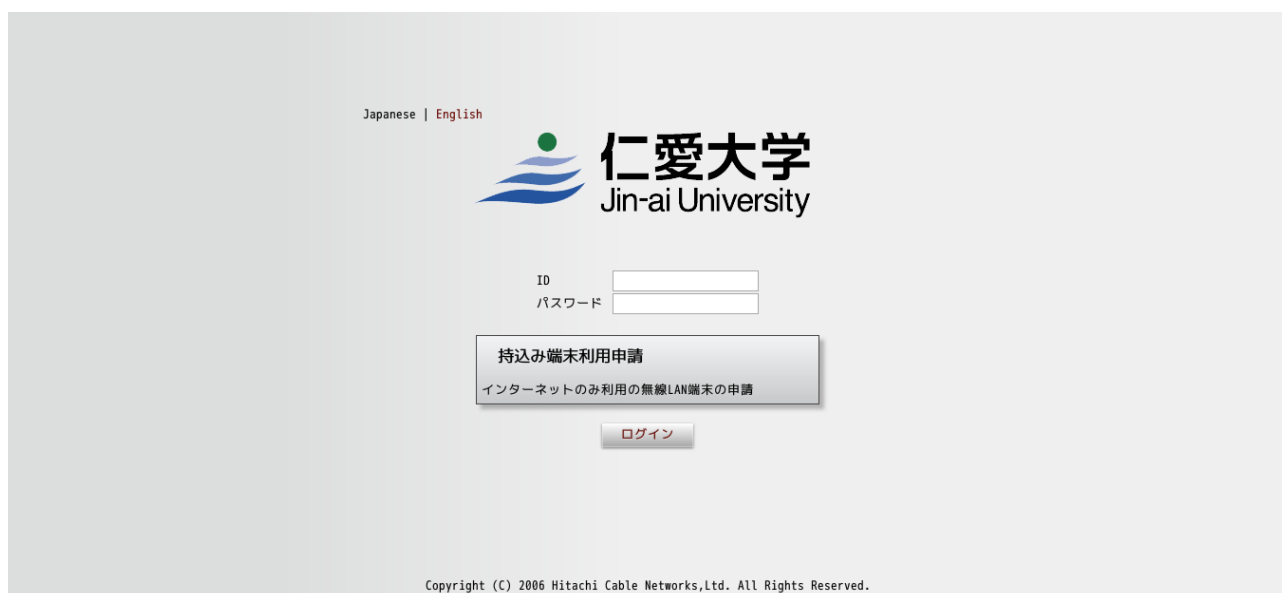 Japanese | English
仁愛大学
Jin-ai University
ID
パスワード
持込み端末利用申請
インターネットのみ利用の無線LAN端末の申請
ログイン
Copyright (C) 2006 Hitachi Cable Networks,Ltd. All Rights Reserved.